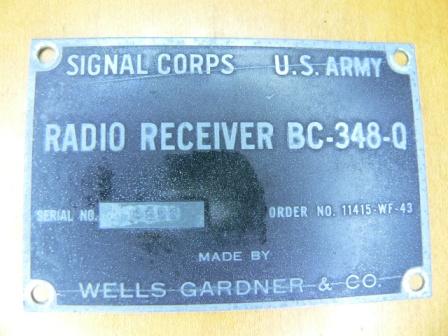 SIGNAL CORPS U.S. ARMY
RADIO RECEIVER BC-348-Q
SERIAL NO. ORDER NO. 11415-WF-43
MADE BY
WELLS GARDNER & CO.